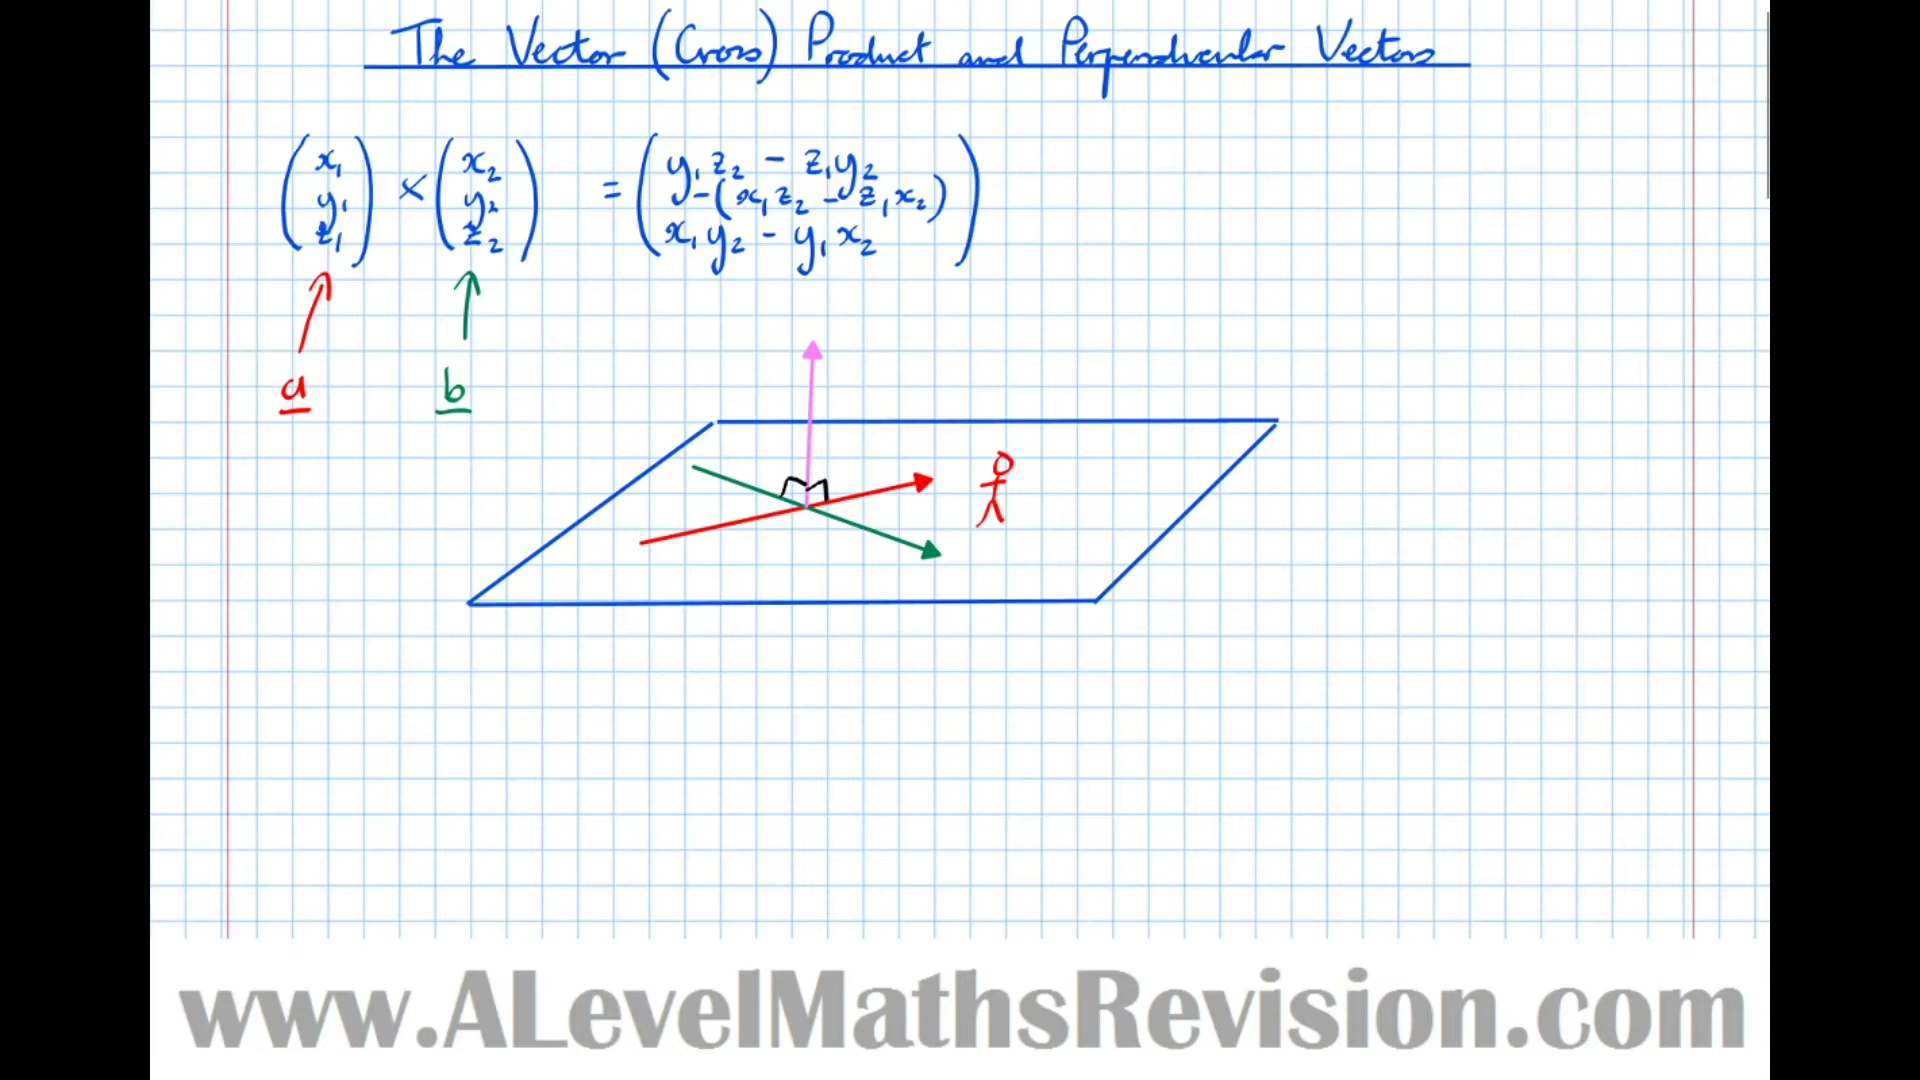 The Vector (Cross) Product and Perpendicular Vectors
(x₁ y₁ z₁) × (x₂ y₂ z₂) = (y₁z₂ - z₁y₂
-(x₁z₂ - z₁x₂)
x₁y₂ - y₁x₂)
a b
www.ALevelMathsRevision.com